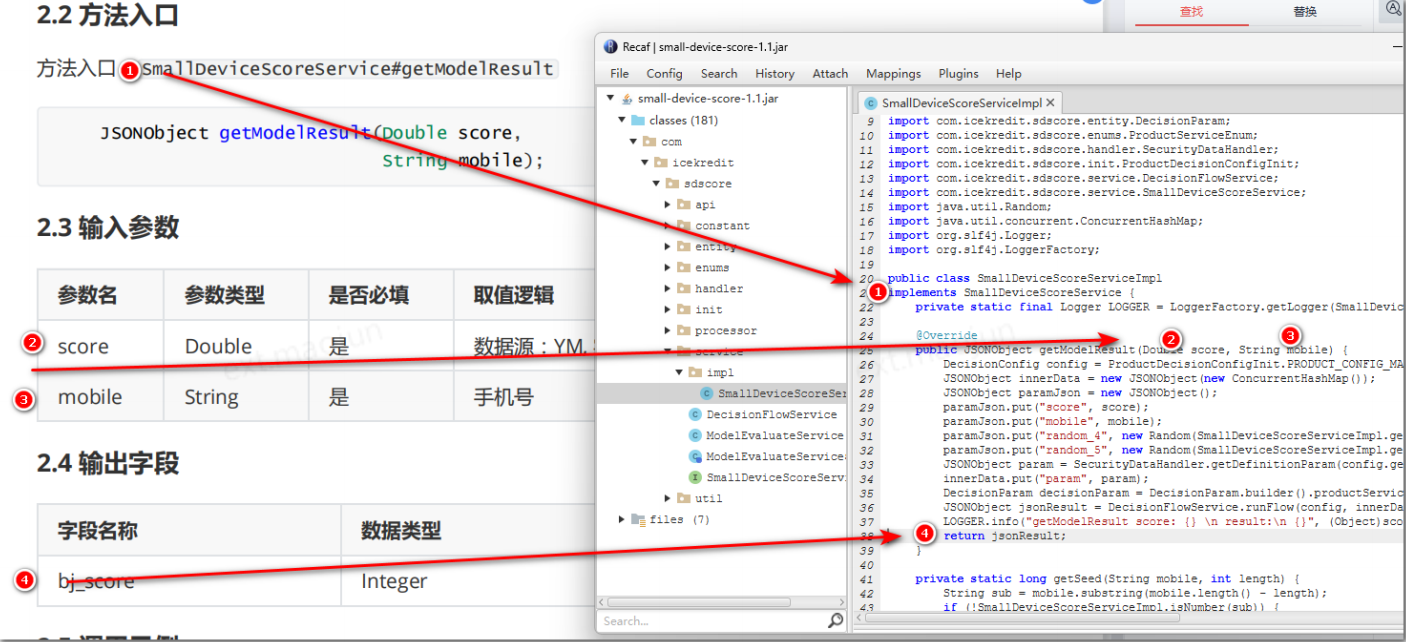 2.2 方法入口
方法入口 1 SmallDeviceScoreService#getModelResult
JSONObject getModelResult(Double score,
String mobile);
2.3 输入参数
参数名 参数类型 是否必填 取值逻辑
2 score Double 是 数据源：YM,
3 mobile String 是 手机号
2.4 输出字段
字段名称 数据类型
4 bj_score Integer
查找 替换
Recaf | small-device-score-1.1.jar
File Config Search History Attach Mappings Plugins Help
small-device-score-1.1.jar
classes (181)
com
icekredit
sdscore
api
constant
entity
enums
handler
init
processor
service
impl
SmallDeviceScoreSer
DecisionFlowService
ModelEvaluateService
ModelEvaluateService
SmallDeviceScoreServi
util
files (7)
Search...
SmallDeviceScoreServiceImpl
9 import com.icekredit.sdscore.entity.DecisionParam;
10 import com.icekredit.sdscore.enums.ProductServiceEnum;
11 import com.icekredit.sdscore.handler.SecurityDataHandler;
12 import com.icekredit.sdscore.init.ProductDecisionConfigInit;
13 import com.icekredit.sdscore.service.DecisionFlowService;
14 import com.icekredit.sdscore.service.SmallDeviceScoreService;
15 import java.util.Random;
16 import java.util.concurrent.ConcurrentHashMap;
17 import org.slf4j.Logger;
18 import org.slf4j.LoggerFactory;
19
20 public class SmallDeviceScoreServiceImpl
1 implements SmallDeviceScoreService {
22 private static final Logger LOGGER = LoggerFactory.getLogger(SmallDevic
23
24 @Override 2 3
25 public JSONObject getModelResult(Double score, String mobile) {
26 DecisionConfig config = ProductDecisionConfigInit.PRODUCT_CONFIG_MA
27 JSONObject innerData = new JSONObject(new ConcurrentHashMap());
28 JSONObject paramJson = new JSONObject();
29 paramJson.put("score", score);
30 paramJson.put("mobile", mobile);
31 paramJson.put("random_4", new Random(SmallDeviceScoreServiceImpl.ge
32 paramJson.put("random_5", new Random(SmallDeviceScoreServiceImpl.ge
33 JSONObject param = SecurityDataHandler.getDefinitionParam(config.ge
34 innerData.put("param", param);
35 DecisionParam decisionParam = DecisionParam.builder().productServic
36 JSONObject jsonResult = DecisionFlowService.runFlow(config, innerDa
37 LOGGER.info("getModelResult score: {} \n result:\n {}", (Object)sco
38 4 return jsonResult;
39 }
40
41 private static long getSeed(String mobile, int length) {
42 String sub = mobile.substring(mobile.length() - length);
43 if (!SmallDeviceScoreServiceImpl.isNumber(sub)) {